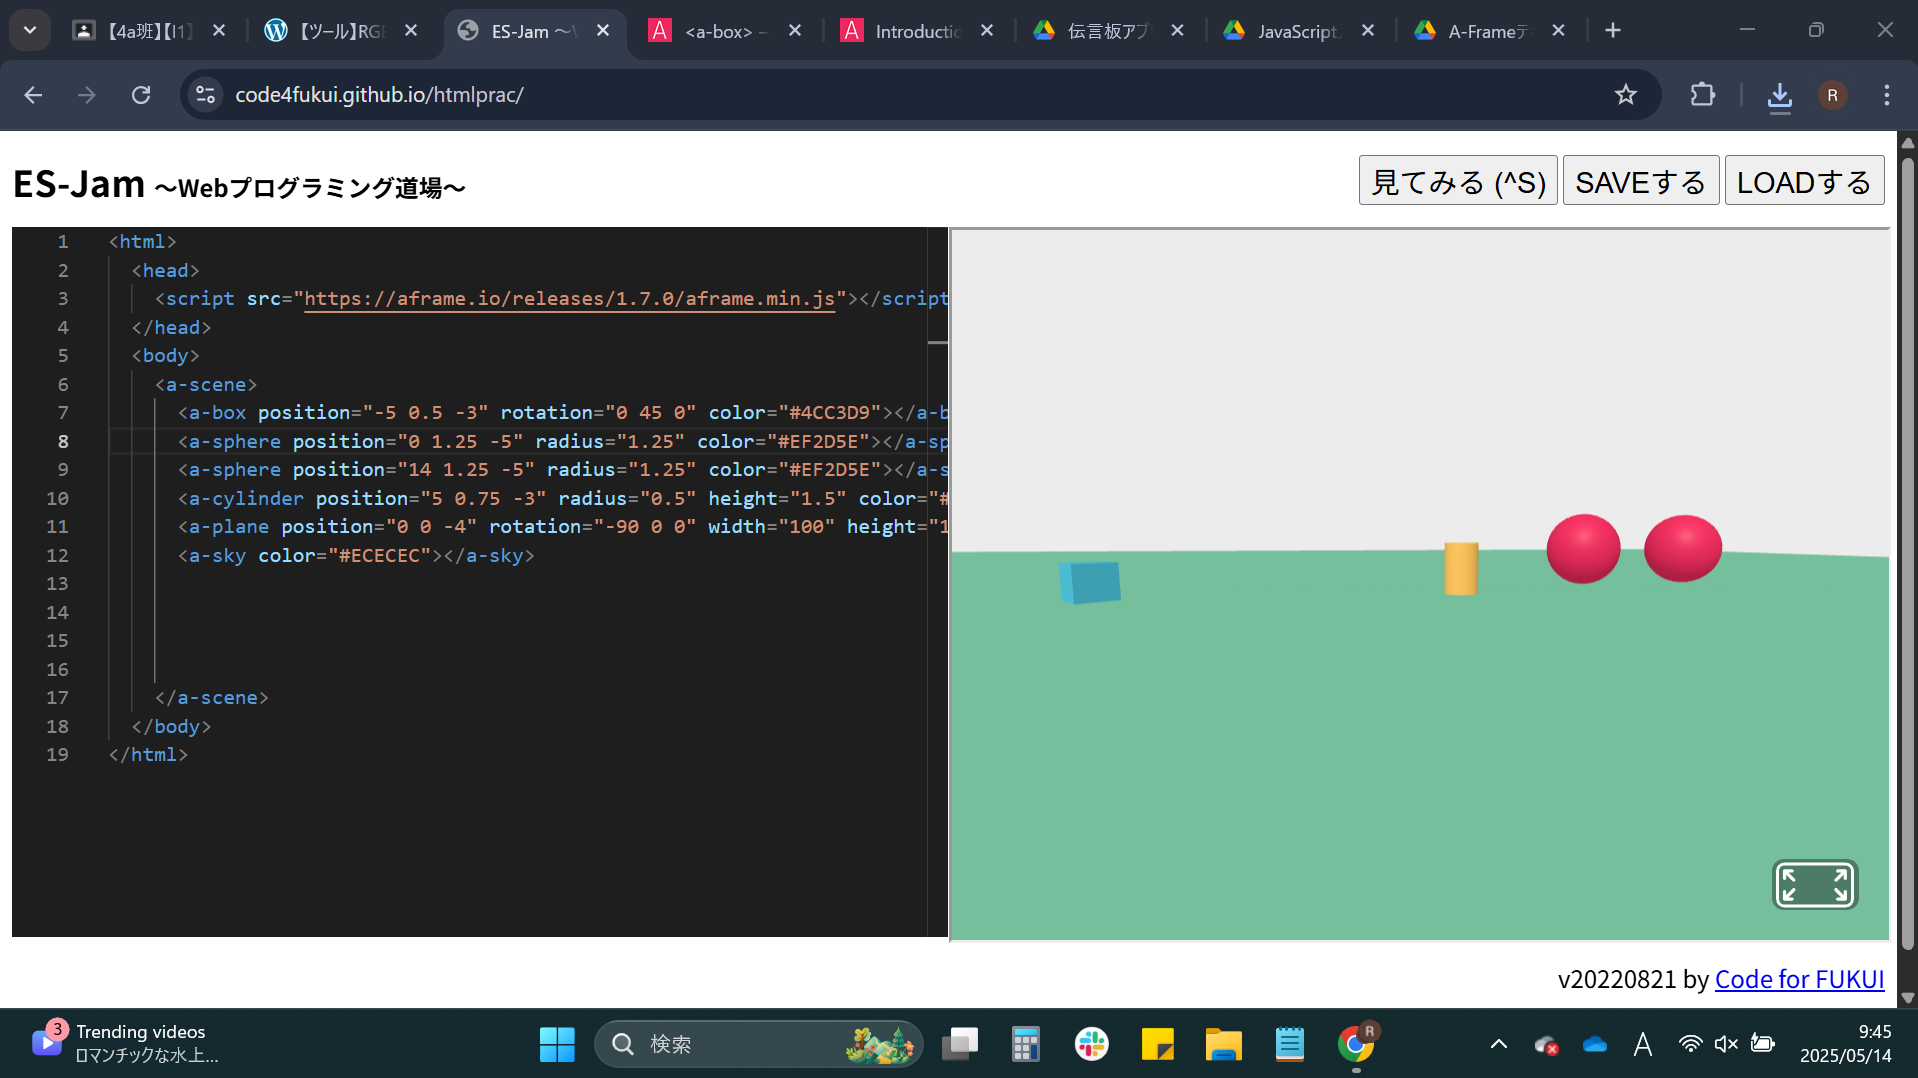 【4a班】【I1】
【ツール】RGB
ES-Jam ～W
<a-box> –
Introductio
伝言板アプ
JavaScript
A-Frameデ
code4fukui.github.io/htmlprac/
R
ES-Jam ～Webプログラミング道場～
見てみる (^S)
SAVEする
LOADする
1 <html>
2 <head>
3 <script src="https://aframe.io/releases/1.7.0/aframe.min.js"></script
4 </head>
5 <body>
6 <a-scene>
7 <a-box position="-5 0.5 -3" rotation="0 45 0" color="#4CC3D9"></a-b
8 <a-sphere position="0 1.25 -5" radius="1.25" color="#EF2D5E"></a-sp
9 <a-sphere position="14 1.25 -5" radius="1.25" color="#EF2D5E"></a-s
10 <a-cylinder position="5 0.75 -3" radius="0.5" height="1.5" color="#
11 <a-plane position="0 0 -4" rotation="-90 0 0" width="100" height="1
12 <a-sky color="#ECECEC"></a-sky>
13
14
15
16
17 </a-scene>
18 </body>
19 </html>
v20220821 by Code for FUKUI
3
Trending videos
ロマンチックな水上...
検索
R
A
9:45
2025/05/14